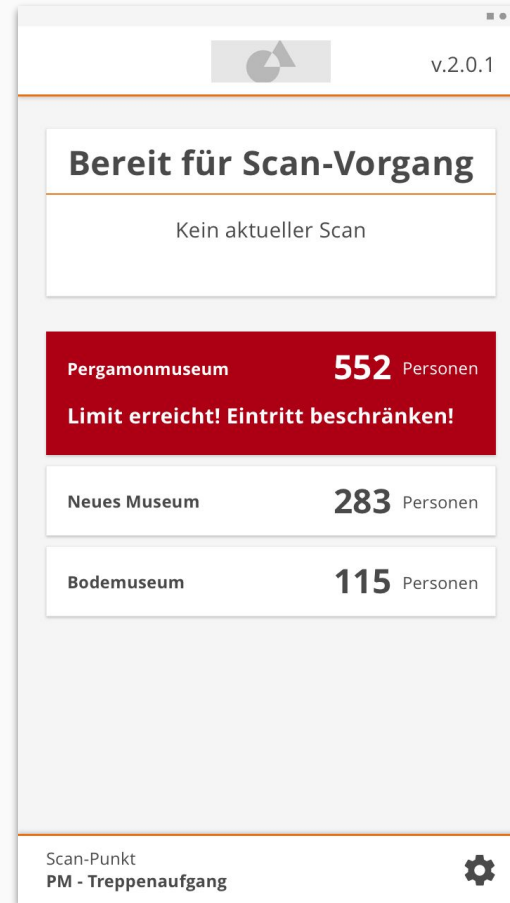 v.2.0.1
Bereit für Scan-Vorgang
Kein aktueller Scan
Pergamonmuseum 552 Personen
Limit erreicht! Eintritt beschränken!
Neues Museum 283 Personen
Bodemuseum 115 Personen
Scan-Punkt
PM - Treppenaufgang